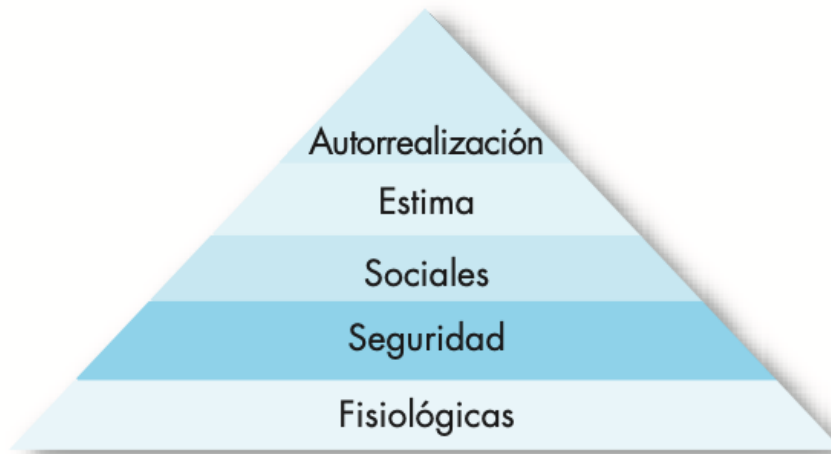 Autorrealización
Estima
Sociales
Seguridad
Fisiológicas